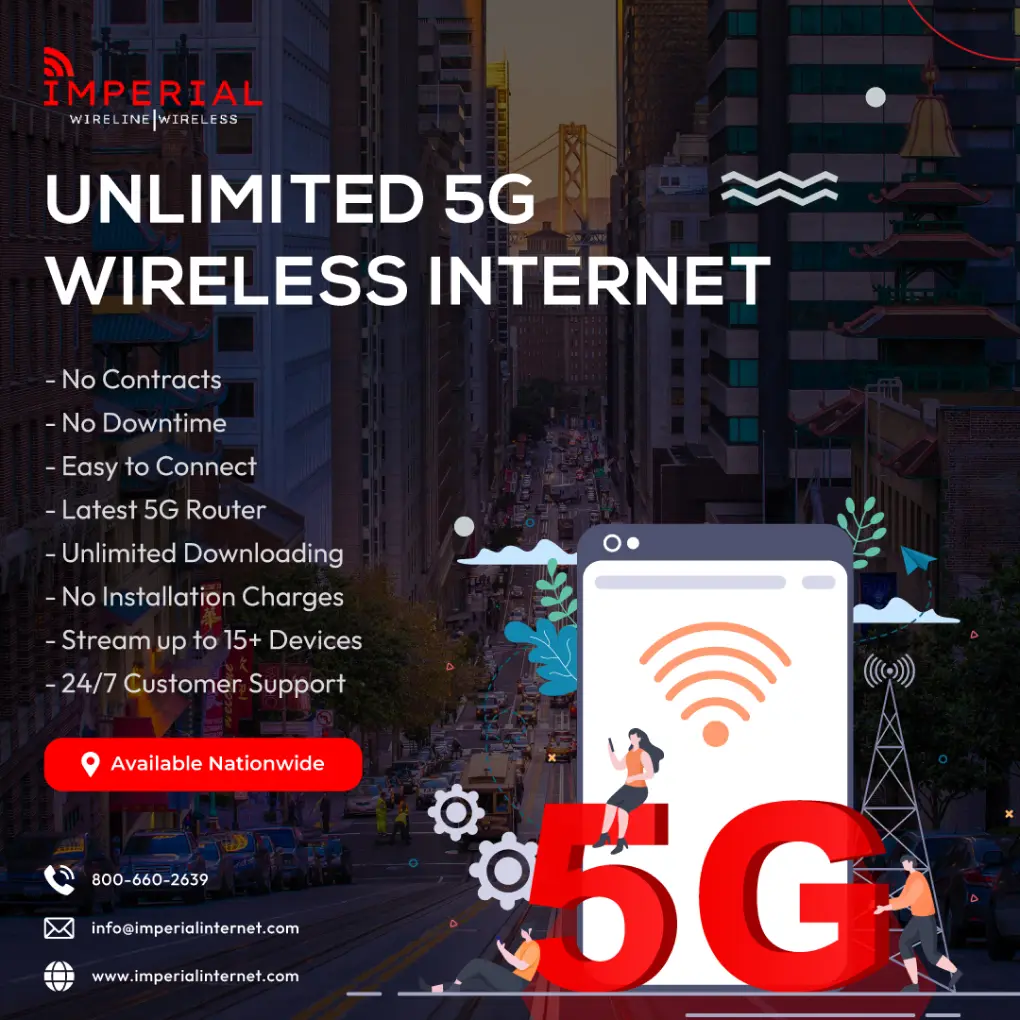 IMPERIAL
WIRELINE|WIRELESS
UNLIMITED 5G
WIRELESS INTERNET
- No Contracts
- No Downtime
- Easy to Connect
- Latest 5G Router
- Unlimited Downloading
- No Installation Charges
- Stream up to 15+ Devices
- 24/7 Customer Support
Available Nationwide
800-660-2639
info@imperialinternet.com
www.imperialinternet.com
5G